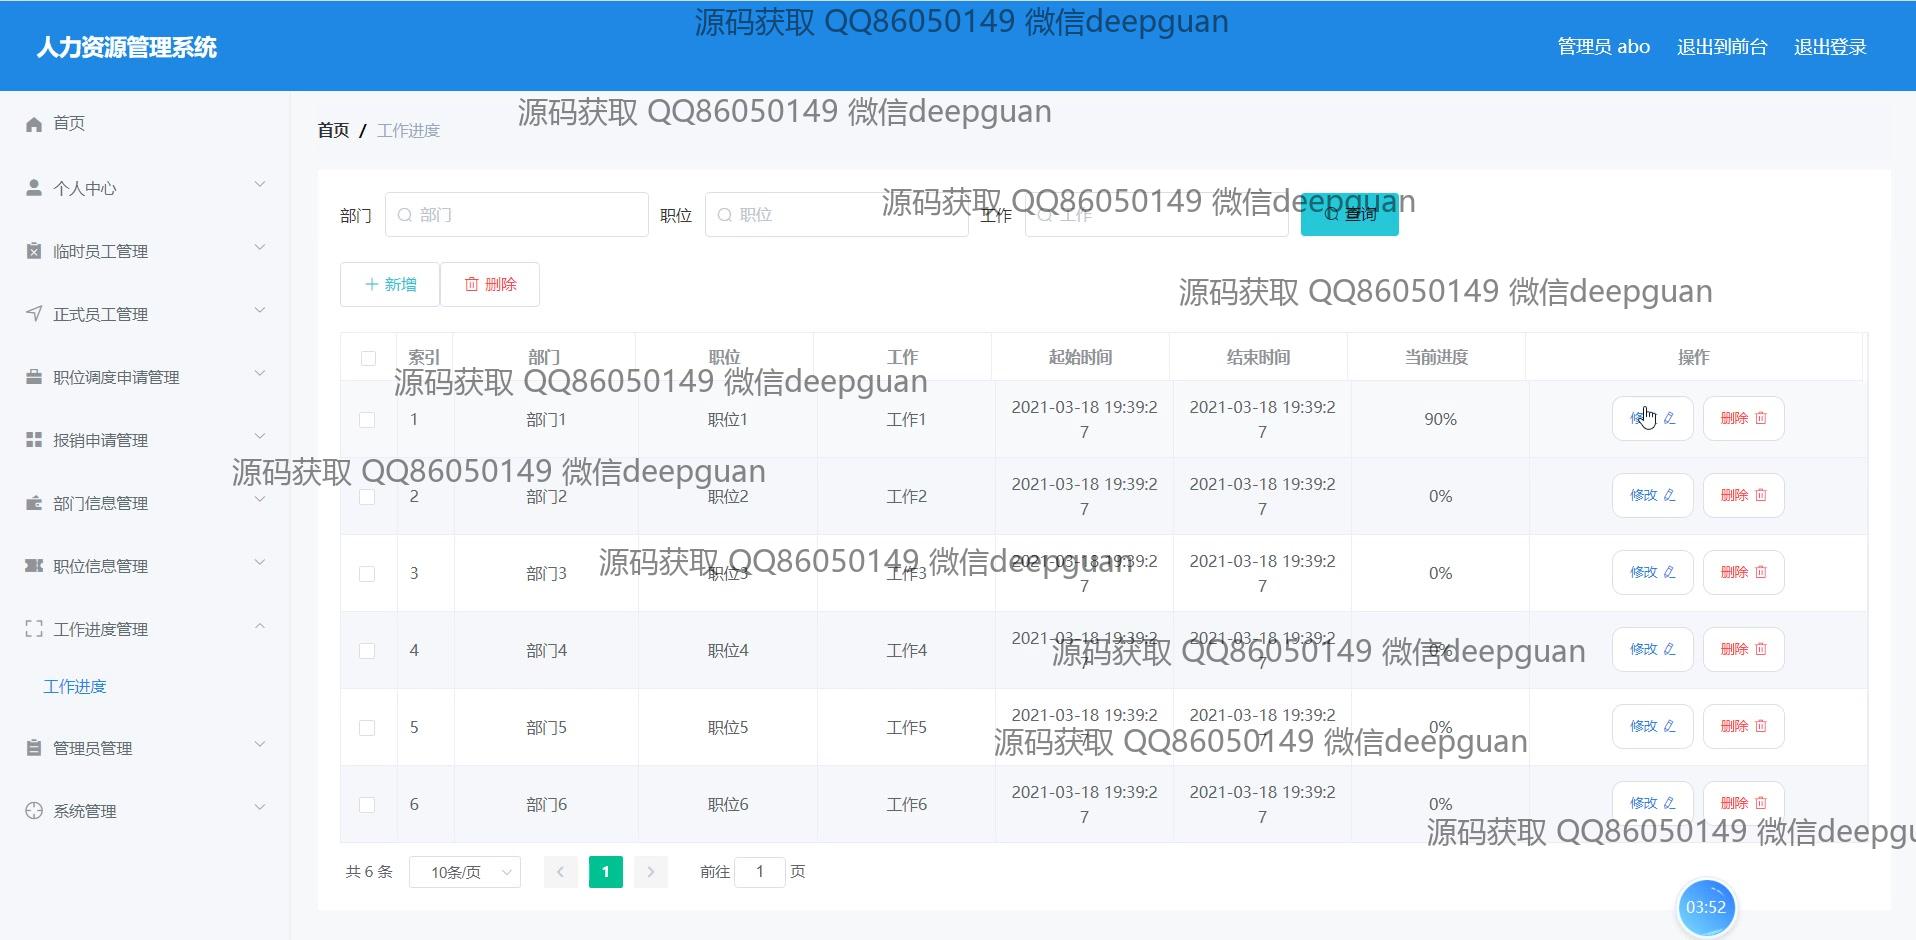 源码获取 QQ86050149 微信deepguan
人力资源管理系统
管理员 abo 退出到前台 退出登录
源码获取 QQ86050149 微信deepguan
首页
首页 / 工作进度
个人中心
源码获取 QQ86050149 微信deepguan
部门 部门 职位 职位 工作 工作 查询
临时员工管理
新增 删除
源码获取 QQ86050149 微信deepguan
正式员工管理
索引 部门 职位 工作 起始时间 结束时间 当前进度 操作
职位调度申请管理
源码获取 QQ86050149 微信deepguan
1 部门1 职位1 工作1 2021-03-18 19:39:27 2021-03-18 19:39:27 90% 修 删除
报销申请管理
源码获取 QQ86050149 微信deepguan
2 部门2 职位2 工作2 2021-03-18 19:39:27 2021-03-18 19:39:27 0% 修改 删除
部门信息管理
源码获取 QQ86050149 微信deepguan
3 部门3 职位3 工作3 2021-03-18 19:39:27 2021-03-18 19:39:27 0% 修改 删除
职位信息管理
工作进度管理
4 部门4 职位4 工作4 2021-03-18 19:39:27 2021-03-18 19:39:27 0% 修改 删除
源码获取 QQ86050149 微信deepguan
工作进度
5 部门5 职位5 工作5 2021-03-18 19:39:27 2021-03-18 19:39:27 0% 修改 删除
源码获取 QQ86050149 微信deepguan
管理员管理
6 部门6 职位6 工作6 2021-03-18 19:39:27 2021-03-18 19:39:27 0% 修改 删除
系统管理
源码获取 QQ86050149 微信deepgu
共 6 条 10条/页 1 前往 1 页
03:52